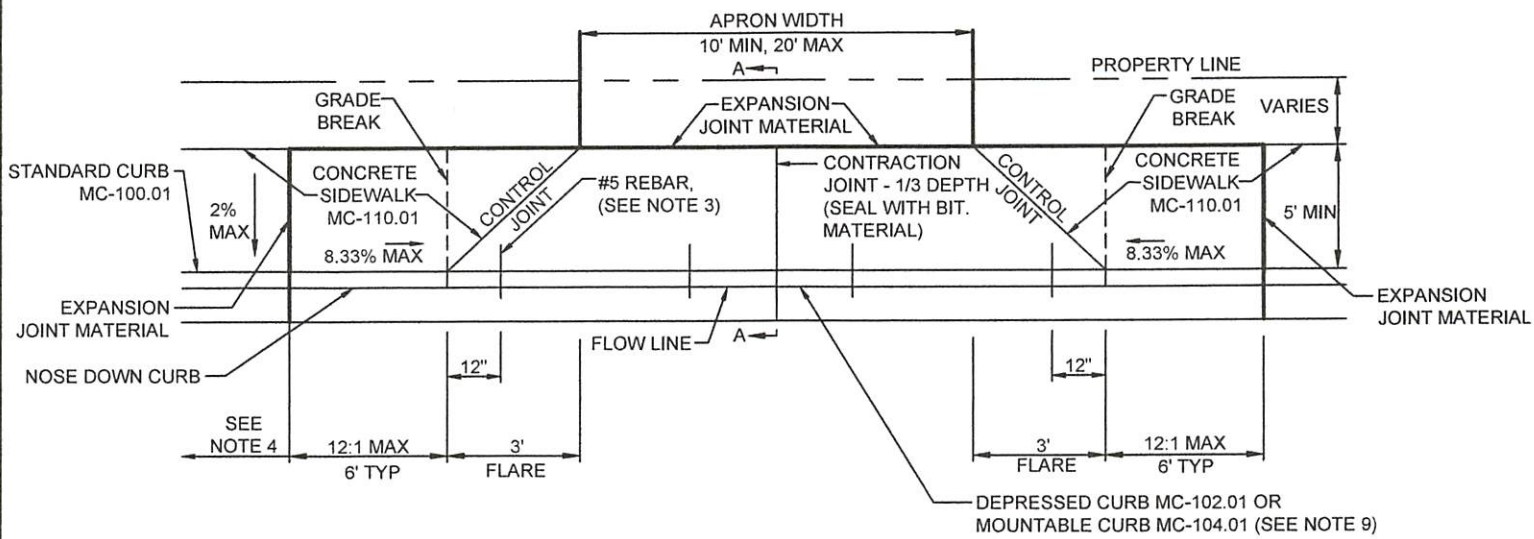 APRON WIDTH
10' MIN, 20' MAX
A
PROPERTY LINE
GRADE
BREAK
EXPANSION
JOINT MATERIAL
GRADE
BREAK
VARIES
STANDARD CURB
MC-100.01
2%
MAX
CONCRETE
SIDEWALK
MC-110.01
8.33% MAX
CONTROL
JOINT
#5 REBAR,
(SEE NOTE 3)
CONTRACTION
JOINT - 1/3 DEPTH
(SEAL WITH BIT.
MATERIAL)
CONTROL
JOINT
CONCRETE
SIDEWALK
MC-110.01
8.33% MAX
5' MIN
EXPANSION
JOINT MATERIAL
EXPANSION
JOINT MATERIAL
NOSE DOWN CURB
FLOW LINE
A
12"
12"
SEE
NOTE 4
12:1 MAX
6' TYP
3'
FLARE
3'
FLARE
12:1 MAX
6' TYP
DEPRESSED CURB MC-102.01 OR
MOUNTABLE CURB MC-104.01 (SEE NOTE 9)